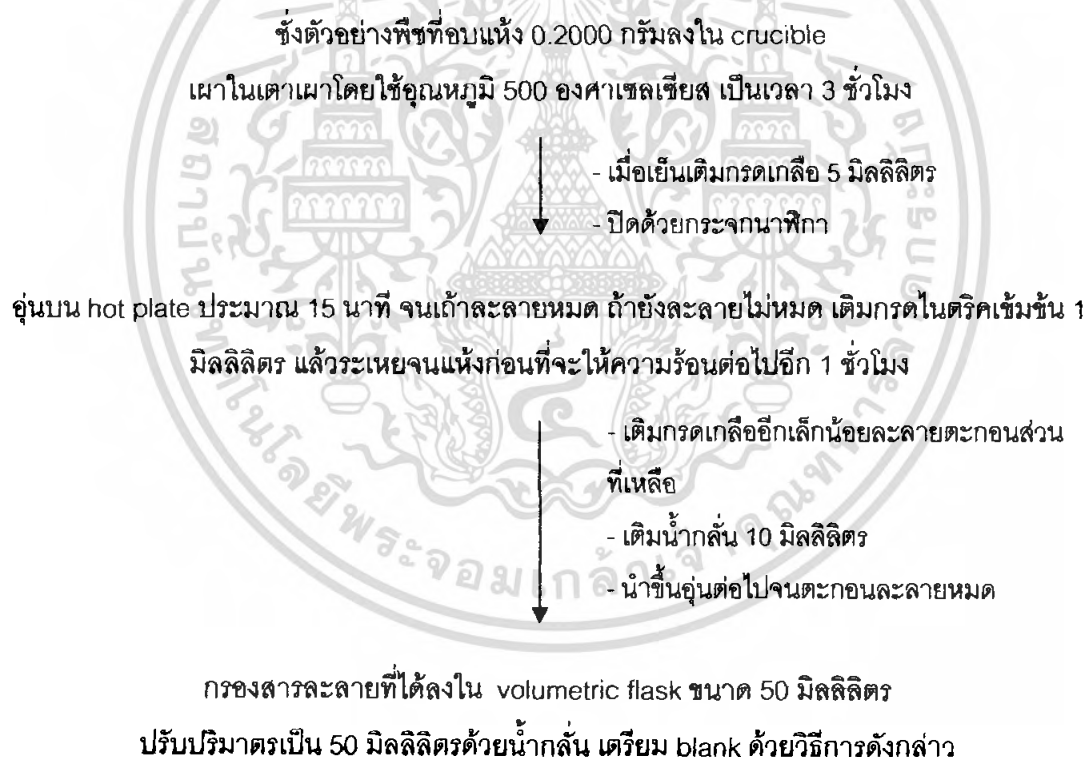 ชั่งตัวอย่างพืชที่อบแห้ง 0.2000 กรัมลงใน crucible
เผาในเตาเผาโดยใช้อุณหภูมิ 500 องศาเซลเซียส เป็นเวลา 3 ชั่วโมง
- เมื่อเย็นเติมกรดเกลือ 5 มิลลิลิตร
- ปิดด้วยกระจกนาฬิกา
อุ่นบน hot plate ประมาณ 15 นาที จนเถ้าละลายหมด ถ้ายังละลายไม่หมด เติมกรดไนตริคเข้มข้น 1
มิลลิลิตร แล้วระเหยจนแห้งก่อนที่จะให้ความร้อนต่อไปอีก 1 ชั่วโมง
- เติมกรดเกลืออีกเล็กน้อยละลายตะกอนส่วน
ที่เหลือ
- เติมน้ำกลั่น 10 มิลลิลิตร
- นำขึ้นอุ่นต่อไปจนตะกอนละลายหมด
กรองสารละลายที่ได้ลงใน volumetric flask ขนาด 50 มิลลิลิตร
ปรับปริมาตรเป็น 50 มิลลิลิตรด้วยน้ำกลั่น เตรียม blank ด้วยวิธีการดังกล่าว